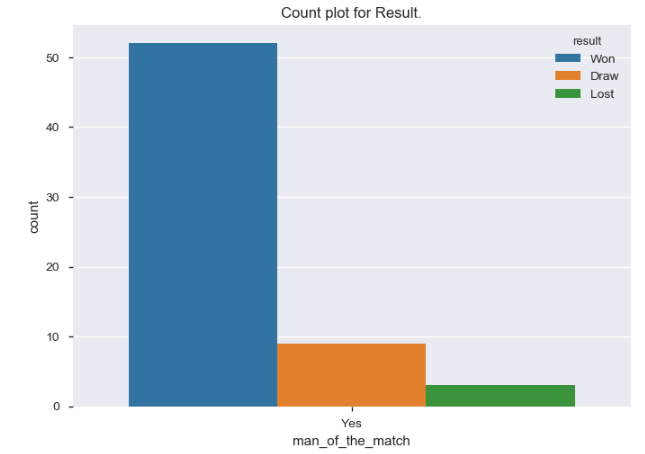 Count plot for Result.
result
Won
Draw
Lost
50
40
30
20
10
0
count
Yes
man_of_the_match